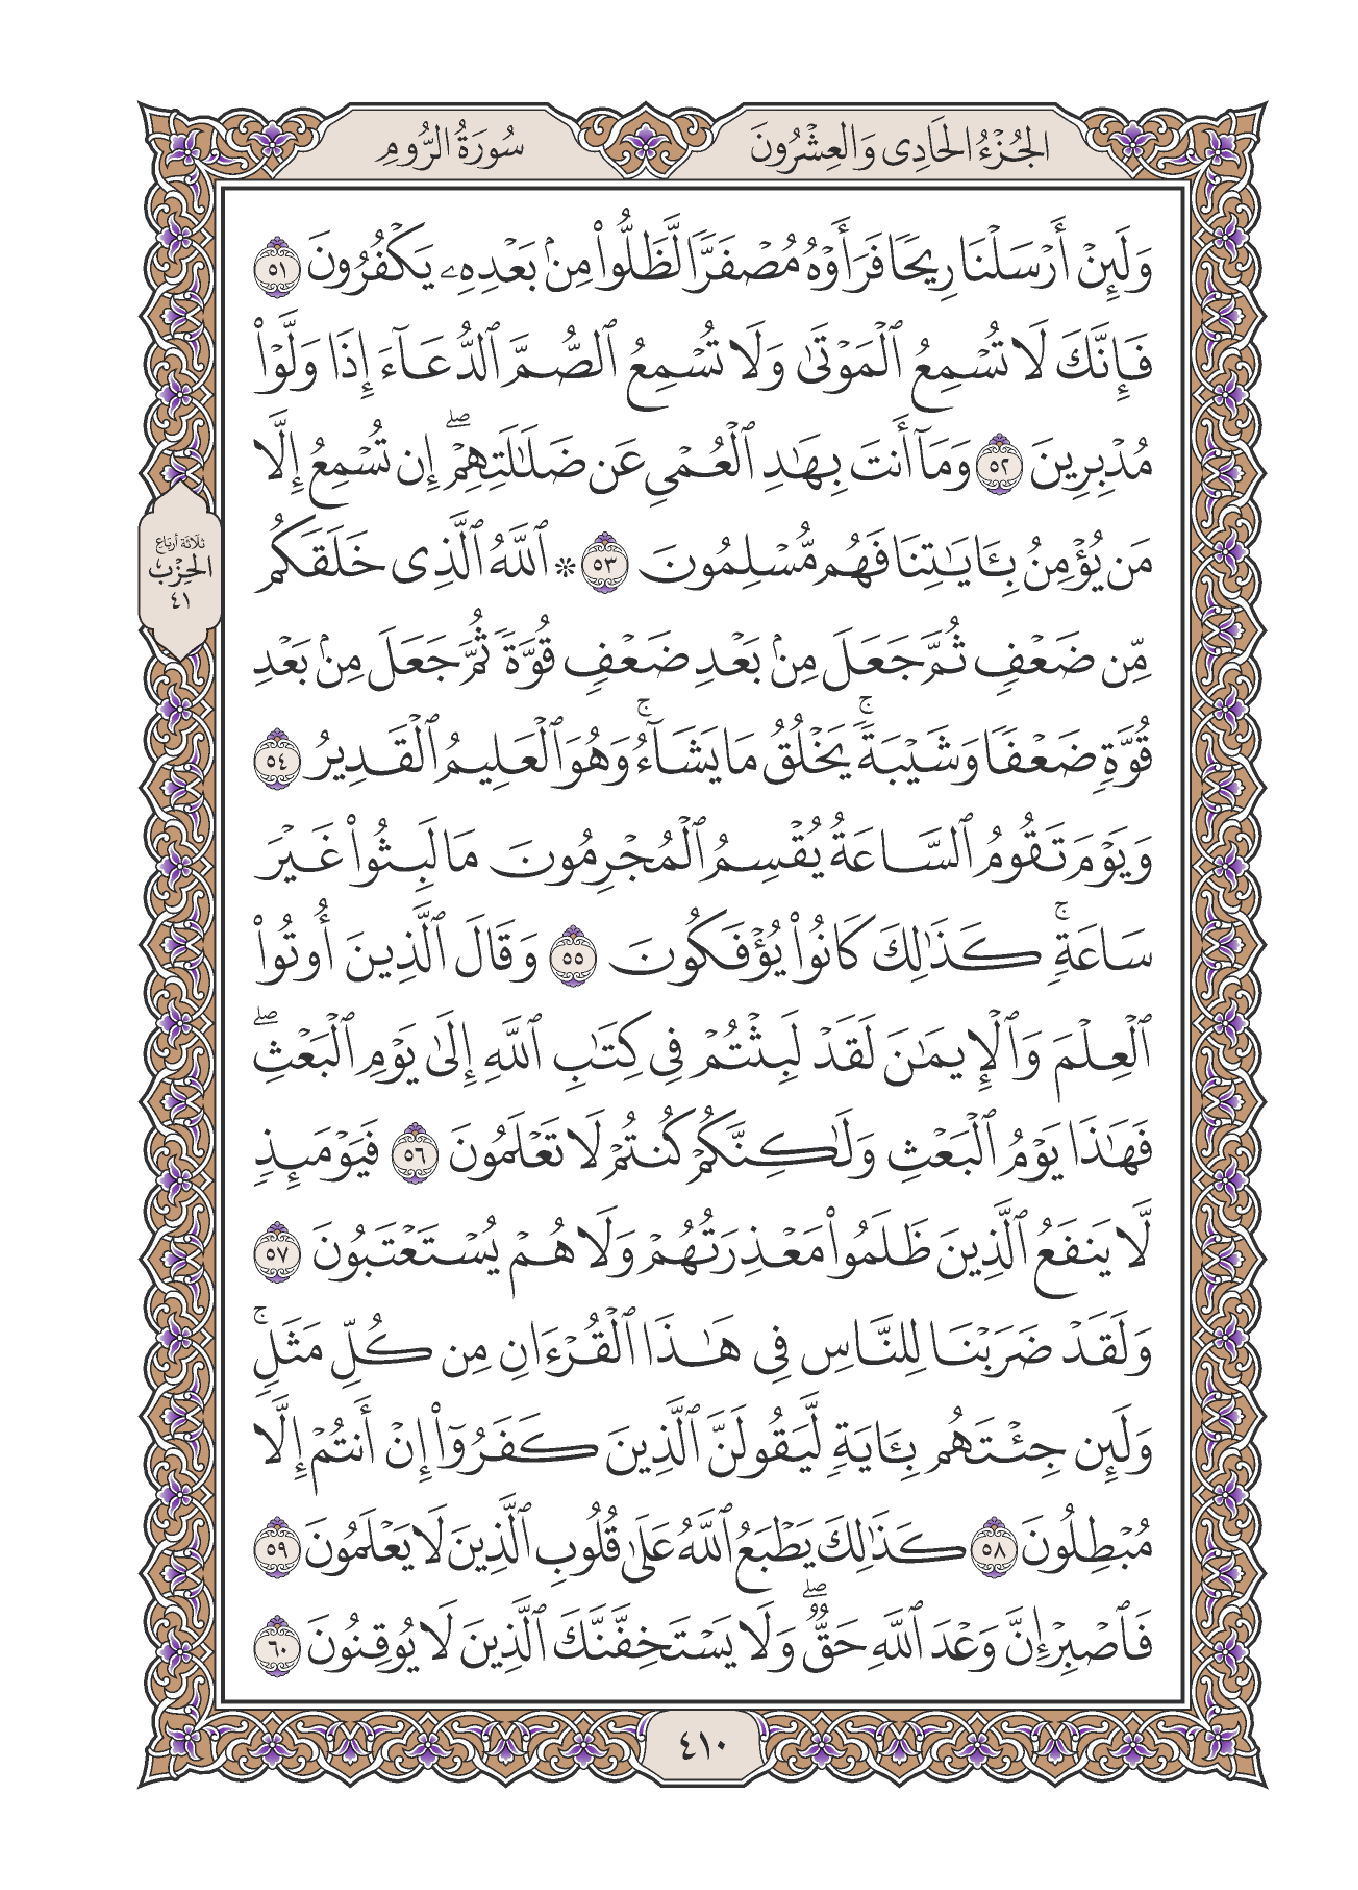 الجُزْءُ الحَادِى وَالعِشْرُونَ
سُورَةُ الرُّومِ
وَلَئِنۡ أَرۡسَلۡنَا رِيحٗا فَرَأَوۡهُ مُصۡفَرّٗا لَّظَلُّواْ مِنۢ بَعۡدِهِۦ يَكۡفُرُونَ ٥١
فَإِنَّكَ لَا تُسۡمِعُ ٱلۡمَوۡتَىٰ وَلَا تُسۡمِعُ ٱلصُّمَّ ٱلدُّعَآءَ إِذَا وَلَّوۡاْ
مُدۡبِرِينَ ٥٢ وَمَآ أَنتَ بِهَٰدِ ٱلۡعُمۡيِ عَن ضَلَٰلَتِهِمۡۖ إِن تُسۡمِعُ إِلَّا
مَن يُؤۡمِنُ بِـَٔايَٰتِنَا فَهُم مُّسۡلِمُونَ ٥٣ ۞ ٱللَّهُ ٱلَّذِى خَلَقَكُم
ثلاثة أرباع
الحِزْب
٤١
مِّن ضَعۡفٖ ثُمَّ جَعَلَ مِنۢ بَعۡدِ ضَعۡفٖ قُوَّةٗ ثُمَّ جَعَلَ مِنۢ بَعۡدِ
قُوَّةٖ ضَعۡفٗا وَشَيۡبَةٗۚ يَخۡلُقُ مَا يَشَآءُۚ وَهُوَ ٱلۡعَلِيمُ ٱلۡقَدِيرُ ٥٤
وَيَوۡمَ تَقُومُ ٱلسَّاعَةُ يُقۡسِمُ ٱلۡمُجۡرِمُونَ مَا لَبِثُواْ غَيۡرَ
سَاعَةٖۚ كَذَٰلِكَ كَانُواْ يُؤۡفَكُونَ ٥٥ وَقَالَ ٱلَّذِينَ أُوتُواْ
ٱلۡعِلۡمَ وَٱلۡإِيمَٰنَ لَقَدۡ لَبِثۡتُمۡ فِى كِتَٰبِ ٱللَّهِ إِلَىٰ يَوۡمِ ٱلۡبَعۡثِۖ
فَهَٰذَا يَوۡمُ ٱلۡبَعۡثِ وَلَٰكِنَّكُمۡ كُنتُمۡ لَا تَعۡلَمُونَ ٥٦ فَيَوۡمَئِذٖ
لَّا يَنفَعُ ٱلَّذِينَ ظَلَمُواْ مَعۡذِرَتُهُمۡ وَلَا هُمۡ يُسۡتَعۡتَبُونَ ٥٧
وَلَقَدۡ ضَرَبۡنَا لِلنَّاسِ فِى هَٰذَا ٱلۡقُرۡءَانِ مِن كُلِّ مَثَلٖۚ
وَلَئِن جِئۡتَهُم بِـَٔايَةٖ لَّيَقُولَنَّ ٱلَّذِينَ كَفَرُوٓاْ إِنۡ أَنتُمۡ إِلَّا
مُبۡطِلُونَ ٥٨ كَذَٰلِكَ يَطۡبَعُ ٱللَّهُ عَلَىٰ قُلُوبِ ٱلَّذِينَ لَا يَعۡلَمُونَ ٥٩
فَٱصۡبِرۡ إِنَّ وَعۡدَ ٱللَّهِ حَقّٞۖ وَلَا يَسۡتَخِفَّنَّكَ ٱلَّذِينَ لَا يُوقِنُونَ ٦٠
٤١٠